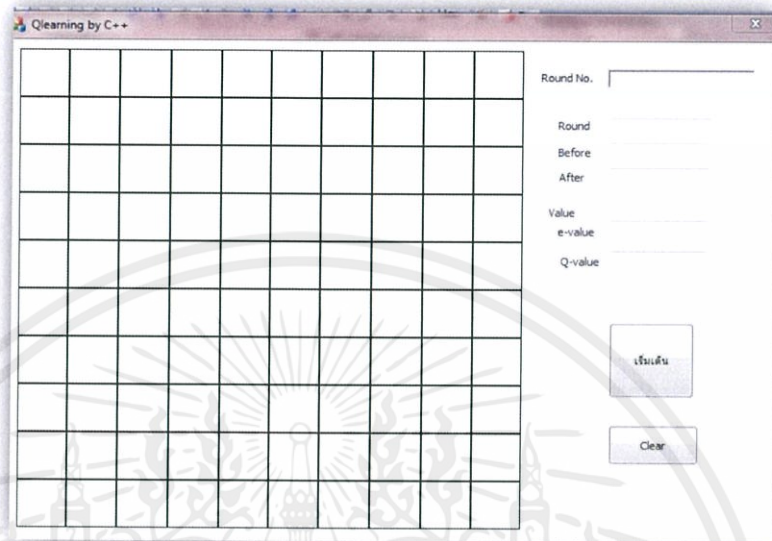 Qlearning by C++
Round No.
Round
Before
After
Value
e-value
Q-value
เริ่มต้น
Clear